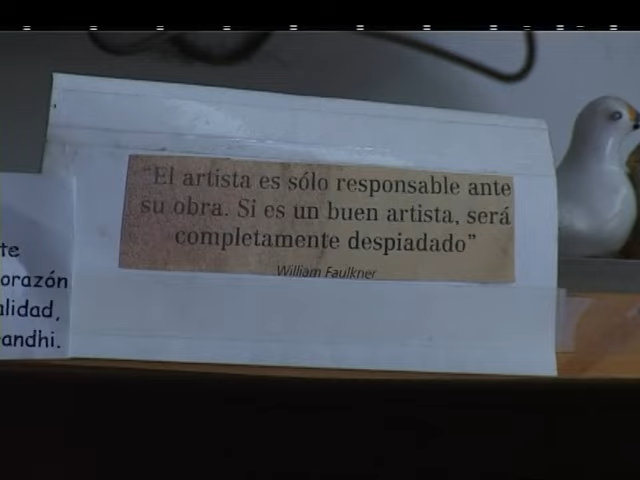 "El artista es sólo responsable ante
su obra. Si es un buen artista, será
completamente despiadado"
William Faulkner
te
orazón
alidad,
andhi.